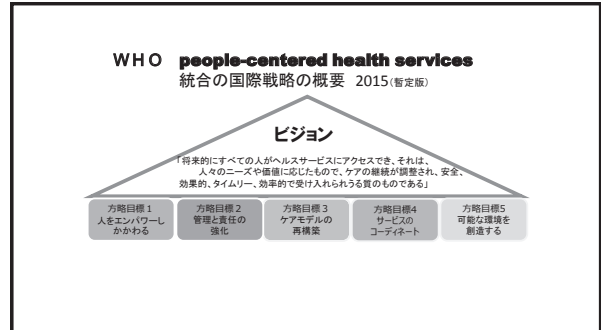 WHO people-centered health services
統合の国際戦略の概要 2015(暫定版)
ビジョン
「将来的にすべての人がヘルスサービスにアクセスでき、それは、
人々のニーズや価値に応じたもので、ケアの継続が調整され、安全、
効果的、タイムリー、効率的で受け入れられうる質のものである」
方略目標1
人をエンパワーし
かかわる
方略目標2
管理と責任の
強化
方略目標3
ケアモデルの
再構築
方略目標4
サービスの
コーディネート
方略目標5
可能な環境を
創造する